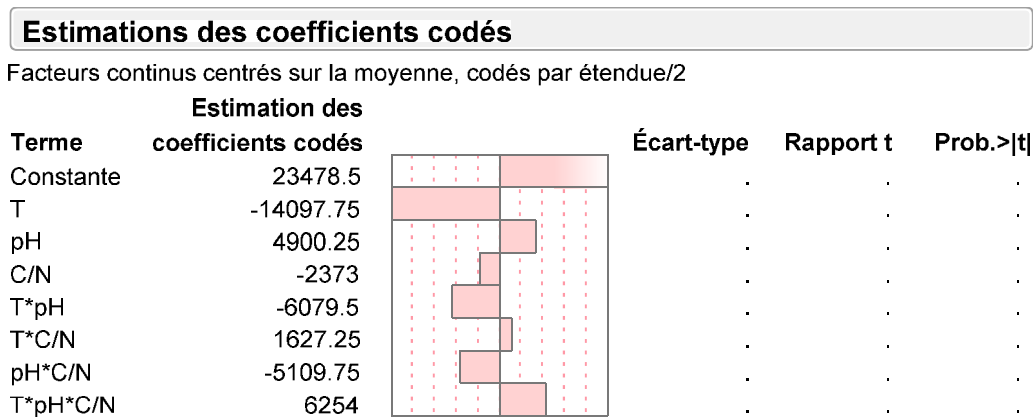 Estimations des coefficients codés
Facteurs continus centrés sur la moyenne, codés par étendue/2
Estimation des
Terme coefficients codés Écart-type Rapport t Prob.>|t|
Constante 23478.5 . . .
T -14097.75 . . .
pH 4900.25 . . .
C/N -2373 . . .
T*pH -6079.5 . . .
T*C/N 1627.25 . . .
pH*C/N -5109.75 . . .
T*pH*C/N 6254 . . .